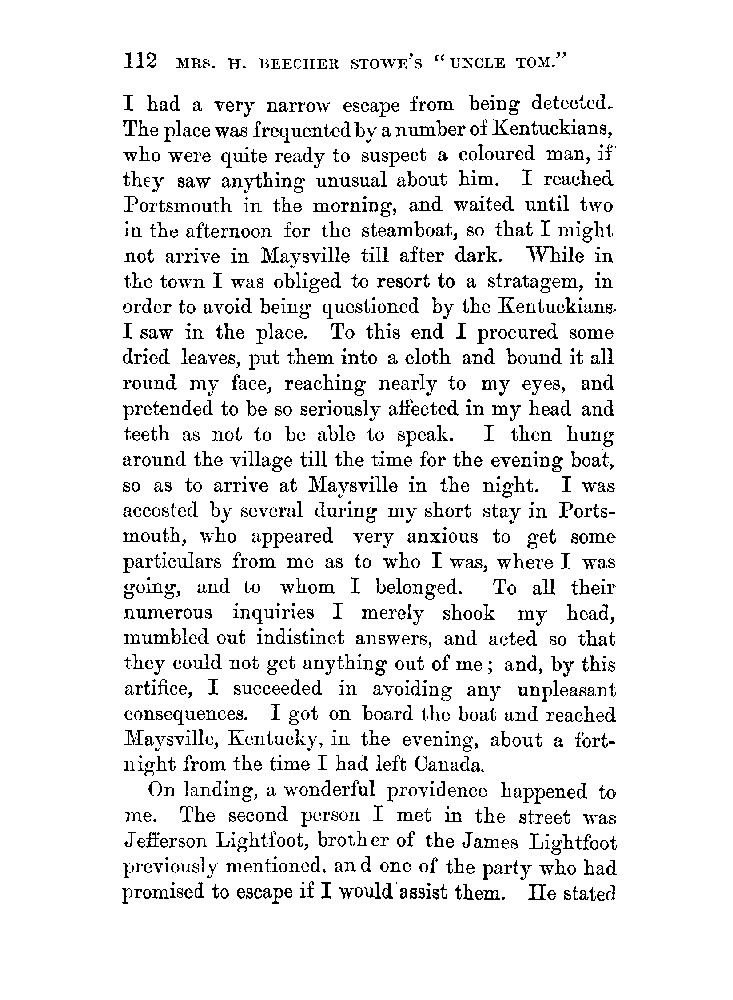 112 MRS. H. BEECHER STOWE'S "UNCLE TOM."
I had a very narrow escape from being detected.
The place was frequented by a number of Kentuckians,
who were quite ready to suspect a coloured man, if
they saw anything unusual about him. I reached
Portsmouth in the morning, and waited until two
in the afternoon for the steamboat, so that I might
not arrive in Maysville till after dark. While in
the town I was obliged to resort to a stratagem, in
order to avoid being questioned by the Kentuckians
I saw in the place. To this end I procured some
dried leaves, put them into a cloth and bound it all
round my face, reaching nearly to my eyes, and
pretended to be so seriously affected in my head and
teeth as not to be able to speak. I then hung
around the village till the time for the evening boat,
so as to arrive at Maysville in the night. I was
accosted by several during my short stay in Ports-
mouth, who appeared very anxious to get some
particulars from me as to who I was, where I was
going, and to whom I belonged. To all their
numerous inquiries I merely shook my head,
mumbled out indistinct answers, and acted so that
they could not get anything out of me; and, by this
artifice, I succeeded in avoiding any unpleasant
consequences. I got on board the boat and reached
Maysville, Kentucky, in the evening, about a fort-
night from the time I had left Canada.
On landing, a wonderful providence happened to
me. The second person I met in the street was
Jefferson Lightfoot, brother of the James Lightfoot
previously mentioned, and one of the party who had
promised to escape if I would assist them. He stated